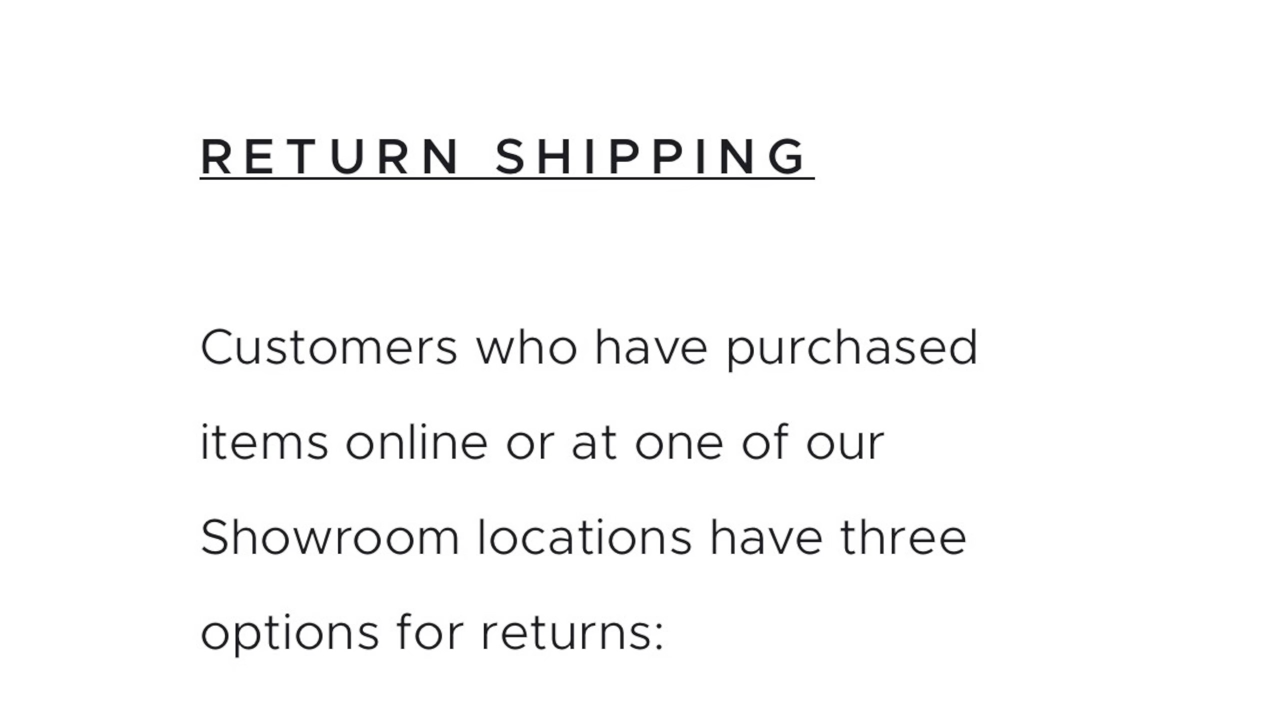 RETURN SHIPPING
Customers who have purchased
items online or at one of our
Showroom locations have three
options for returns: